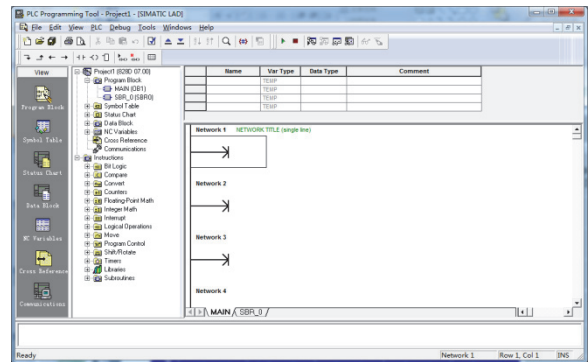 PLC Programming Tool - Project1 - [SIMATIC LAD]
File Edit View PLC Debug Tools Windows Help
View
Program Block
Symbol Table
Status Chart
Data Block
NC Variables
Cross Reference
Communications
Project1 (828D 07.00)
Program Block
MAIN (OB1)
SBR_0 (SBR0)
Symbol Table
Status Chart
Data Block
NC Variables
Cross Reference
Communications
Instructions
Bit Logic
Compare
Convert
Counters
Floating-Point Math
Integer Math
Interrupt
Logical Operations
Move
Program Control
Shift/Rotate
Timers
Libraries
Subroutines
Name Var Type Data Type Comment
TEMP
TEMP
TEMP
TEMP
Network 1 NETWORK TITLE (single line)
Network 2
Network 3
Network 4
MAIN SBR_0
Ready Network 1 Row 1, Col 1 INS